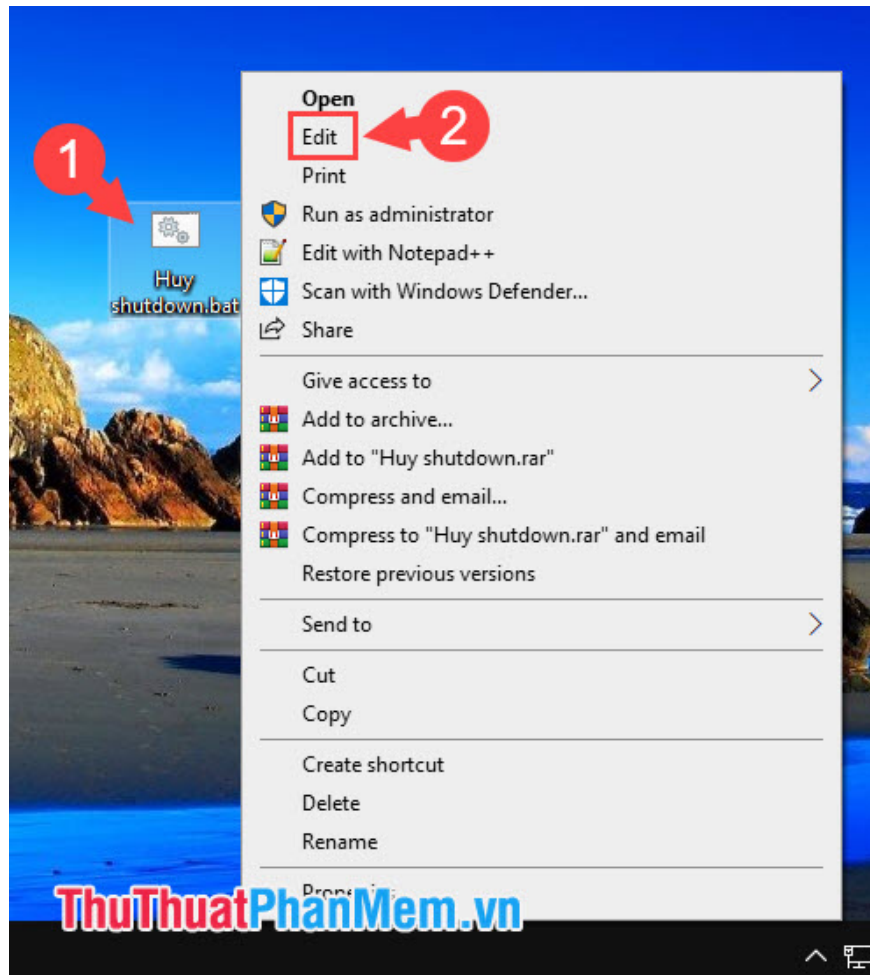 1
Huy
shutdown.bat
Open
Edit
2
Print
Run as administrator
Edit with Notepad++
Scan with Windows Defender...
Share
Give access to
Add to archive...
Add to "Huy shutdown.rar"
Compress and email...
Compress to "Huy shutdown.rar" and email
Restore previous versions
Send to
Cut
Copy
Create shortcut
Delete
Rename
ThuThuatPhanMem.vn